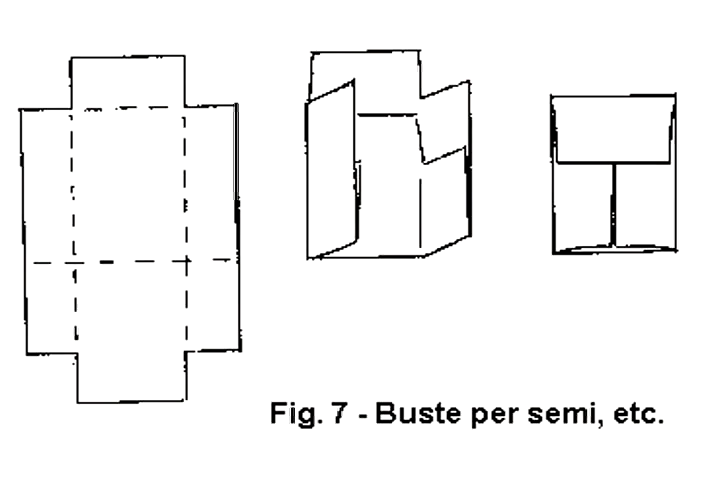 Fig. 7 - Buste per semi, etc.